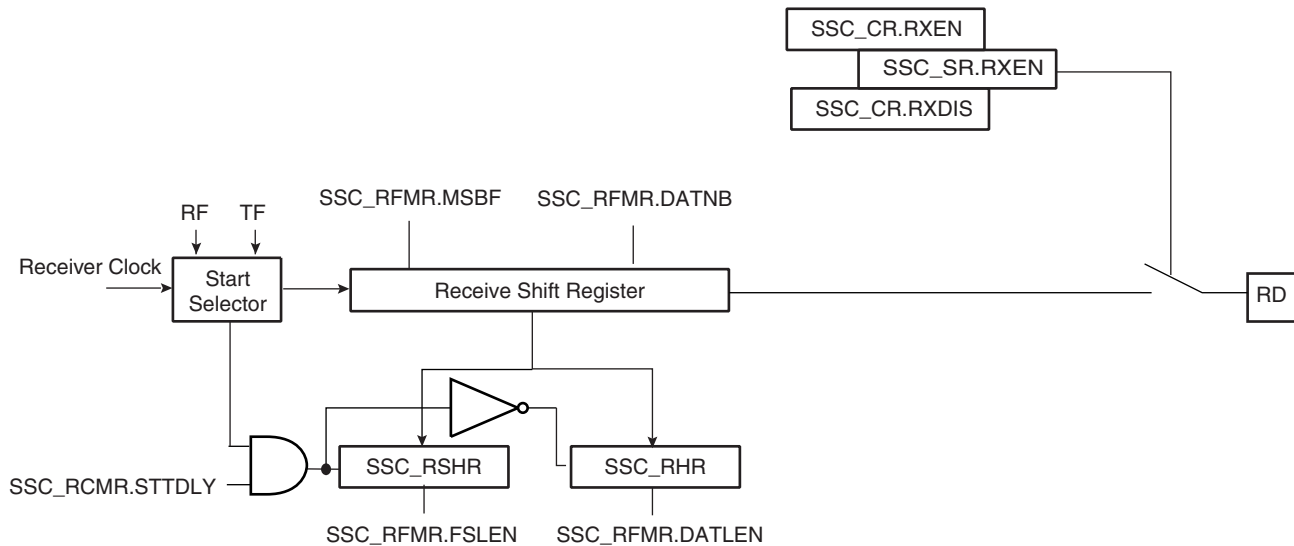 SSC_CR.RXEN
SSC_SR.RXEN
SSC_CR.RXDIS
SSC_RFMR.MSBF
SSC_RFMR.DATNB
RF
TF
Receiver Clock
Start
Selector
Receive Shift Register
RD
SSC_RSHR
SSC_RHR
SSC_RCMR.STTDLY
SSC_RFMR.FSLEN
SSC_RFMR.DATLEN